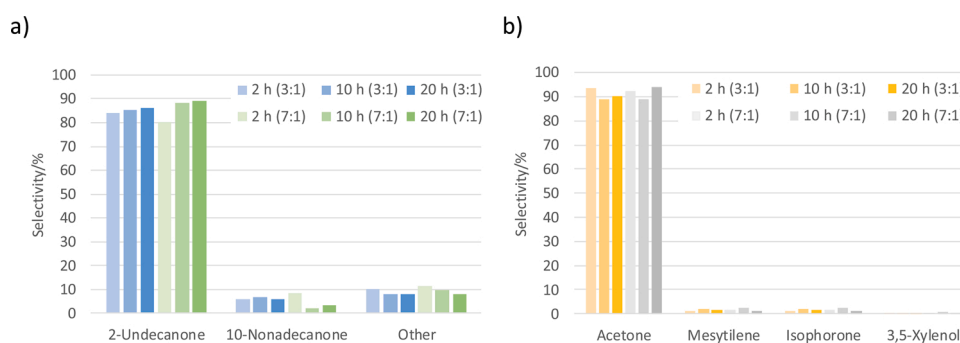 a)
100
90
80
70
60
50
40
30
20
10
0
Selectivity/%
2 h (3:1) 10 h (3:1) 20 h (3:1)
2 h (7:1) 10 h (7:1) 20 h (7:1)
2-Undecanone 10-Nonadecanone Other
b)
100
90
80
70
60
50
40
30
20
10
0
Selectivity/%
2 h (3:1) 10 h (3:1) 20 h (3:1)
2 h (7:1) 10 h (7:1) 20 h (7:1)
Acetone Mesytilene Isophorone 3,5-Xylenol